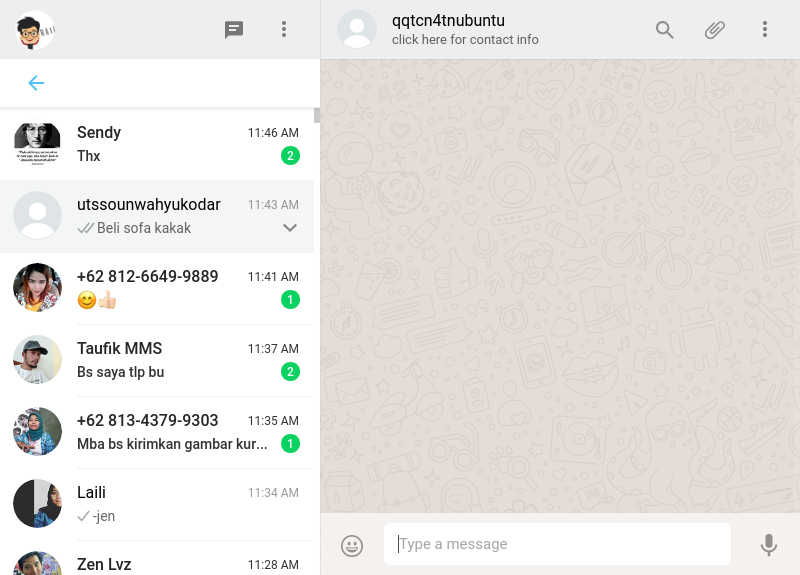 qqtcn4tnubuntu
click here for contact info
Sendy 11:46 AM
Thx 2
utssounwahyukodar 11:43 AM
Beli sofa kakak
+62 812-6649-9889 11:41 AM
😊👍🏻 1
Taufik MMS 11:37 AM
Bs saya tlp bu 2
+62 813-4379-9303 11:35 AM
Mba bs kirimkan gambar kur... 1
Laili 11:34 AM
-jen
Zen Lvz 11:28 AM
Type a message